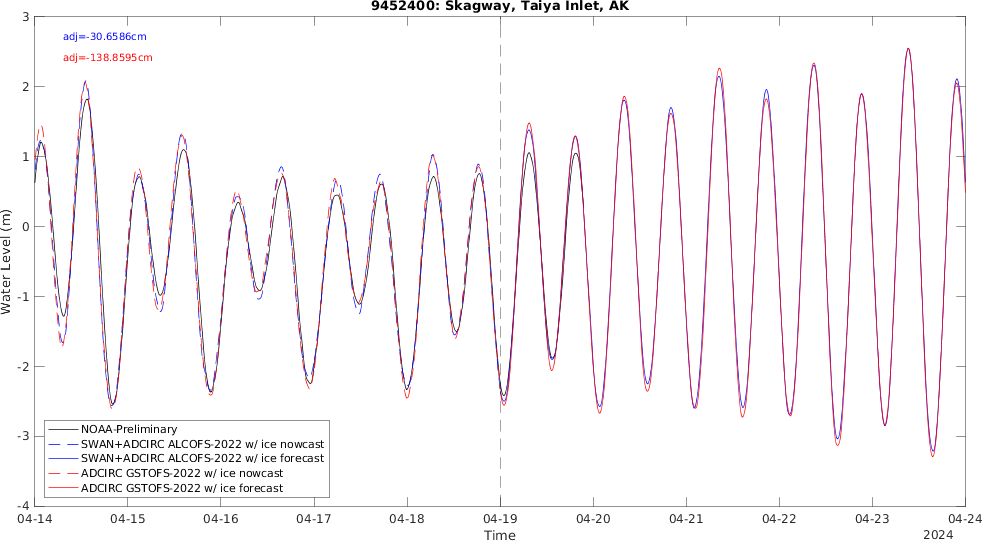 9452400: Skagway, Taiya Inlet, AK
adj=-30.6586cm
adj=-138.8595cm
Water Level (m)
3
2
1
0
-1
-2
-3
-4
NOAA-Preliminary
SWAN+ADCIRC ALCOFS-2022 w/ ice nowcast
SWAN+ADCIRC ALCOFS-2022 w/ ice forecast
ADCIRC GSTOFS-2022 w/ ice nowcast
ADCIRC GSTOFS-2022 w/ ice forecast
04-14 04-15 04-16 04-17 04-18 04-19 04-20 04-21 04-22 04-23 04-24
Time
2024